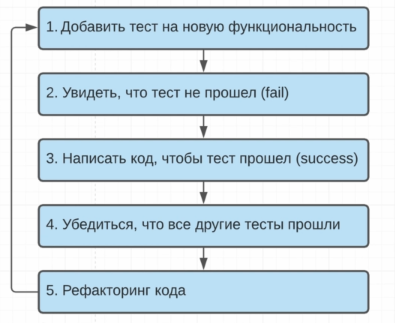 1. Добавить тест на новую функциональность
2. Увидеть, что тест не прошел (fail)
3. Написать код, чтобы тест прошел (success)
4. Убедиться, что все другие тесты прошли
5. Рефакторинг кода